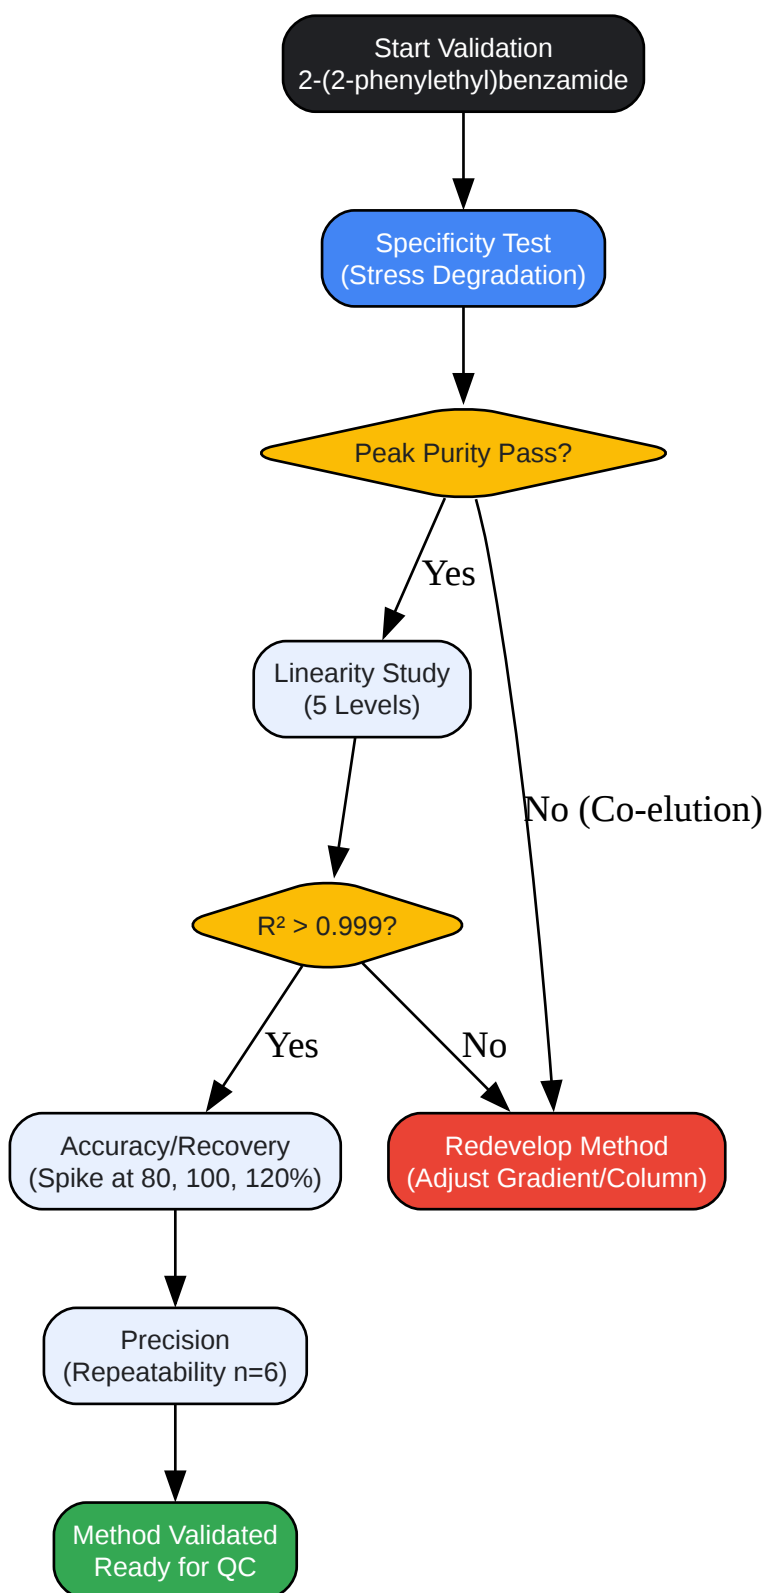 Start Validation
2-(2-phenylethyl)benzamide
Specificity Test
(Stress Degradation)
Peak Purity Pass?
Yes
Linearity Study
(5 Levels)
No (Co-elution)
R² > 0.999?
Yes
No
Accuracy/Recovery
(Spike at 80, 100, 120%)
Redevelop Method
(Adjust Gradient/Column)
Precision
(Repeatability n=6)
Method Validated
Ready for QC